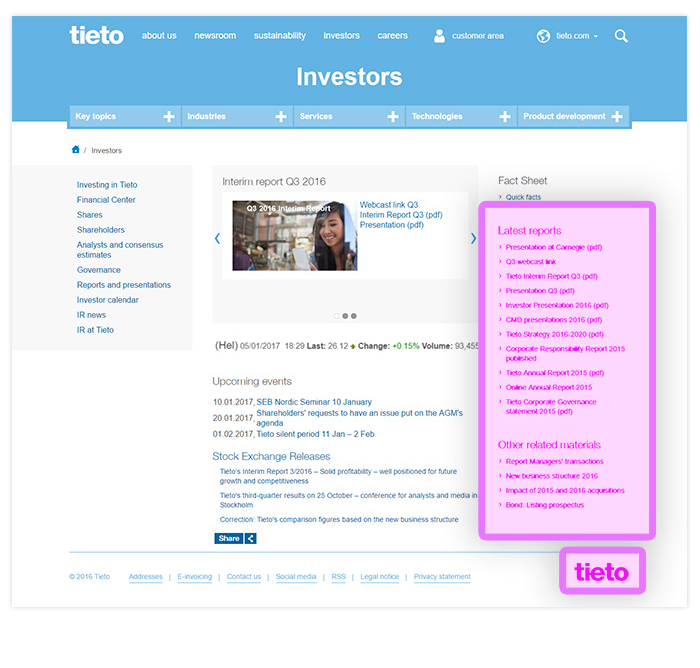 tieto
about us newsroom sustainability investors careers customer area tieto.com
Investors
Key topics Industries Services Technologies Product development
/ Investors
Investing in Tieto
Financial Center
Shares
Shareholders
Analysts and consensus
estimates
Governance
Reports and presentations
Investor calendar
IR news
IR at Tieto
Interim report Q3 2016
Q3 2016 Interim Report
Webcast link Q3
Interim Report Q3 (pdf)
Presentation (pdf)
(Hel) 05/01/2017 18:29 Last: 26.12 Change: +0.15% Volume: 93,455
Upcoming events
10.01.2017, SEB Nordic Seminar 10 January
20.01.2017, Shareholders' requests to have an issue put on the AGM's
agenda
01.02 2017, Tieto silent period 11 Jan – 2 Feb
Stock Exchange Releases
Tieto's Interim Report 3/2016 – Solid profitability – well positioned for future
growth and competitiveness
Tieto's third-quarter results on 25 October – conference for analysts and media in
Stockholm
Correction: Tieto's comparison figures based on the new business structure
Share
Fact Sheet
Quick facts
Latest reports
Presentation at Carnegie (pdf)
Q3 webcast link
Tieto Interim Report Q3 (pdf)
Presentation Q3 (pdf)
Investor Presentation 2016 (pdf)
CMD presentations 2016 (pdf)
Tieto Strategy 2016-2020 (pdf)
Corporate Responsibility Report 2015
published
Tieto Annual Report 2015 (pdf)
Online Annual Report 2015
Tieto Corporate Governance
statement 2015 (pdf)
Other related materials
Report Managers' transactions
New business structure 2016
Impact of 2015 and 2016 acquisitions
Bond: Listing prospectus
© 2016 Tieto Addresses | E-invoicing | Contact us | Social media | RSS | Legal notice | Privacy statement
tieto